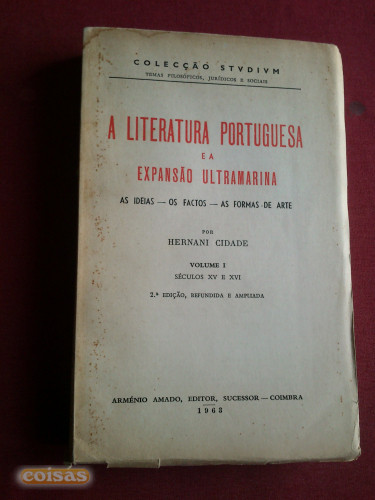 COLECÇÃO STVDIVM
TEMAS FILOSÓFICOS, JURÍDICOS E SOCIAIS
A LITERATURA PORTUGUESA
E A
EXPANSÃO ULTRAMARINA
AS IDEIAS — OS FACTOS — AS FORMAS DE ARTE
POR
HERNANI CIDADE
VOLUME I
SÉCULOS XV E XVI
2.ª EDIÇÃO, REFUNDIDA E AMPLIADA
ARMÉNIO AMADO, EDITOR, SUCESSOR — COIMBRA
1963
coisas